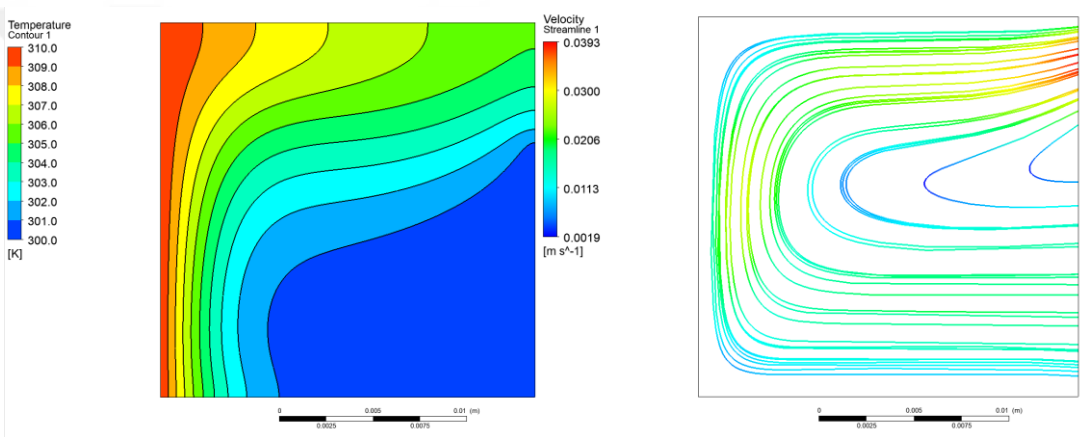 Temperature
Contour 1
310.0
309.0
308.0
307.0
306.0
305.0
304.0
303.0
302.0
301.0
300.0
[K]
0 0.005 0.01 (m)
0.0025 0.0075
Velocity
Streamline 1
0.0393
0.0300
0.0206
0.0113
0.0019
[m s^-1]
0 0.005 0.01 (m)
0.0025 0.0075